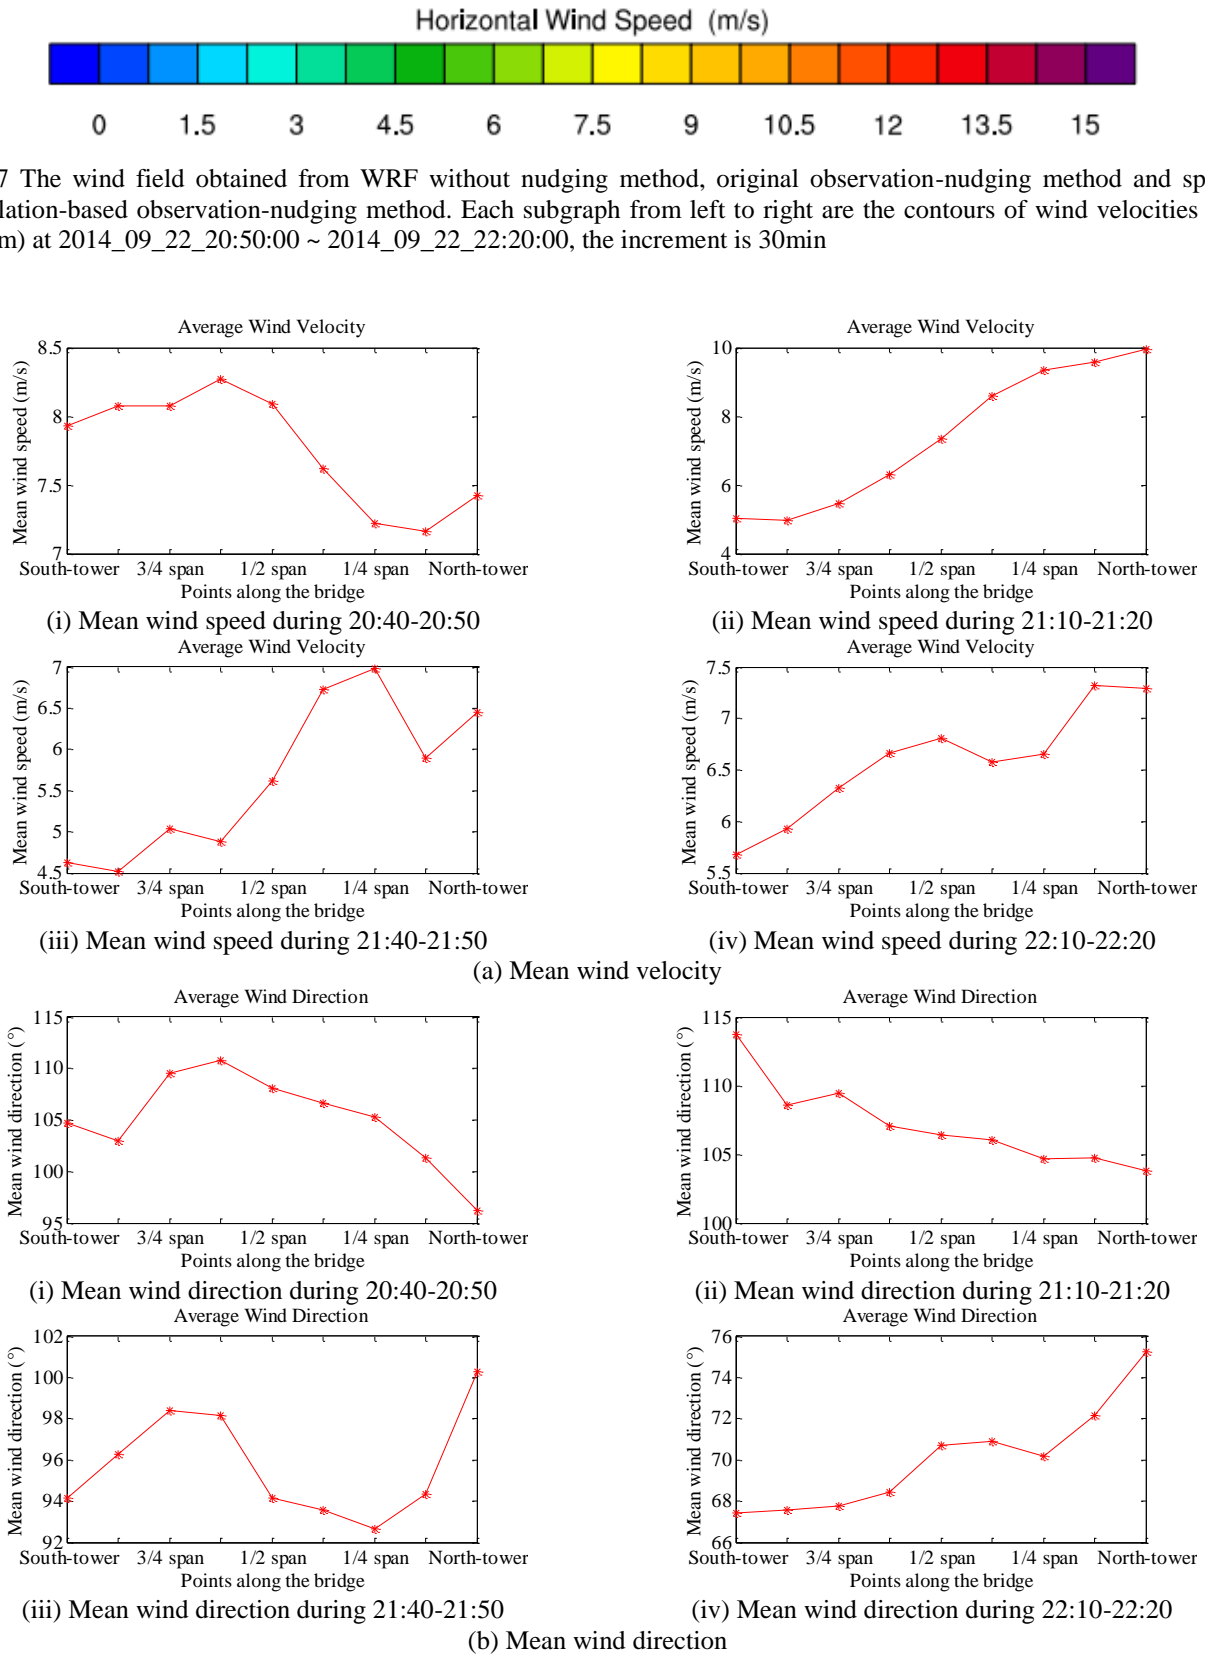 Horizontal Wind Speed (m/s)
0 1.5 3 4.5 6 7.5 9 10.5 12 13.5 15
7 The wind field obtained from WRF without nudging method, original observation-nudging method and sp
lation-based observation-nudging method. Each subgraph from left to right are the contours of wind velocities
m) at 2014_09_22_20:50:00 ~ 2014_09_22_22:20:00, the increment is 30min
Average Wind Velocity
Mean wind speed (m/s)
8.5
8
7.5
7
South-tower 3/4 span 1/2 span 1/4 span North-tower
Points along the bridge
(i) Mean wind speed during 20:40-20:50
Average Wind Velocity
Mean wind speed (m/s)
10
8
6
4
South-tower 3/4 span 1/2 span 1/4 span North-tower
Points along the bridge
(ii) Mean wind speed during 21:10-21:20
Average Wind Velocity
Mean wind speed (m/s)
7
6.5
6
5.5
5
4.5
South-tower 3/4 span 1/2 span 1/4 span North-tower
Points along the bridge
(iii) Mean wind speed during 21:40-21:50
Average Wind Velocity
Mean wind speed (m/s)
7.5
7
6.5
6
5.5
South-tower 3/4 span 1/2 span 1/4 span North-tower
Points along the bridge
(iv) Mean wind speed during 22:10-22:20
(a) Mean wind velocity
Average Wind Direction
Mean wind direction (°)
115
110
105
100
95
South-tower 3/4 span 1/2 span 1/4 span North-tower
Points along the bridge
(i) Mean wind direction during 20:40-20:50
Average Wind Direction
Mean wind direction (°)
115
110
105
100
South-tower 3/4 span 1/2 span 1/4 span North-tower
Points along the bridge
(ii) Mean wind direction during 21:10-21:20
Average Wind Direction
Mean wind direction (°)
102
100
98
96
94
92
South-tower 3/4 span 1/2 span 1/4 span North-tower
Points along the bridge
(iii) Mean wind direction during 21:40-21:50
Average Wind Direction
Mean wind direction (°)
76
74
72
70
68
66
South-tower 3/4 span 1/2 span 1/4 span North-tower
Points along the bridge
(iv) Mean wind direction during 22:10-22:20
(b) Mean wind direction